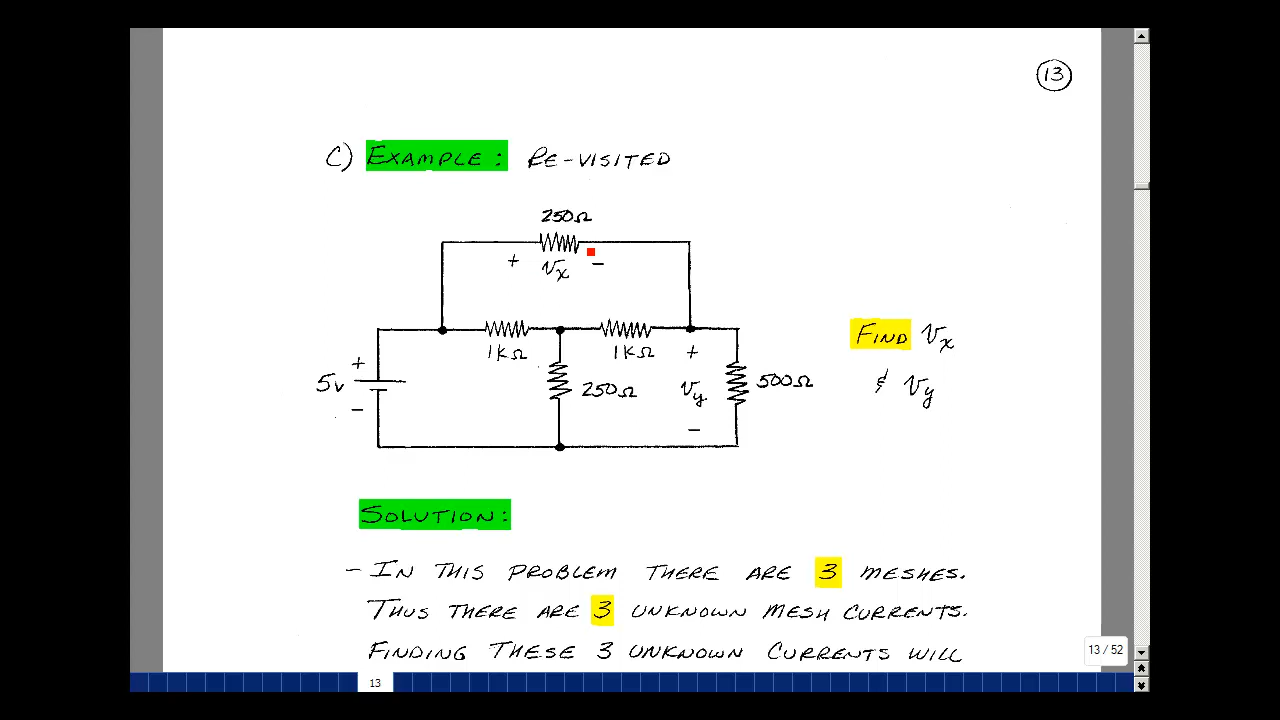 13
C) EXAMPLE: RE-VISITED
250Ω
+ Vx −
1KΩ 1KΩ
+ 5V −
250Ω
+ Vy −
500Ω
FIND Vx
& Vy
SOLUTION:
- IN THIS PROBLEM THERE ARE 3 MESHES.
THUS THERE ARE 3 UNKNOWN MESH CURRENTS.
FINDING THESE 3 UNKNOWN CURRENTS WILL
13 / 52
13